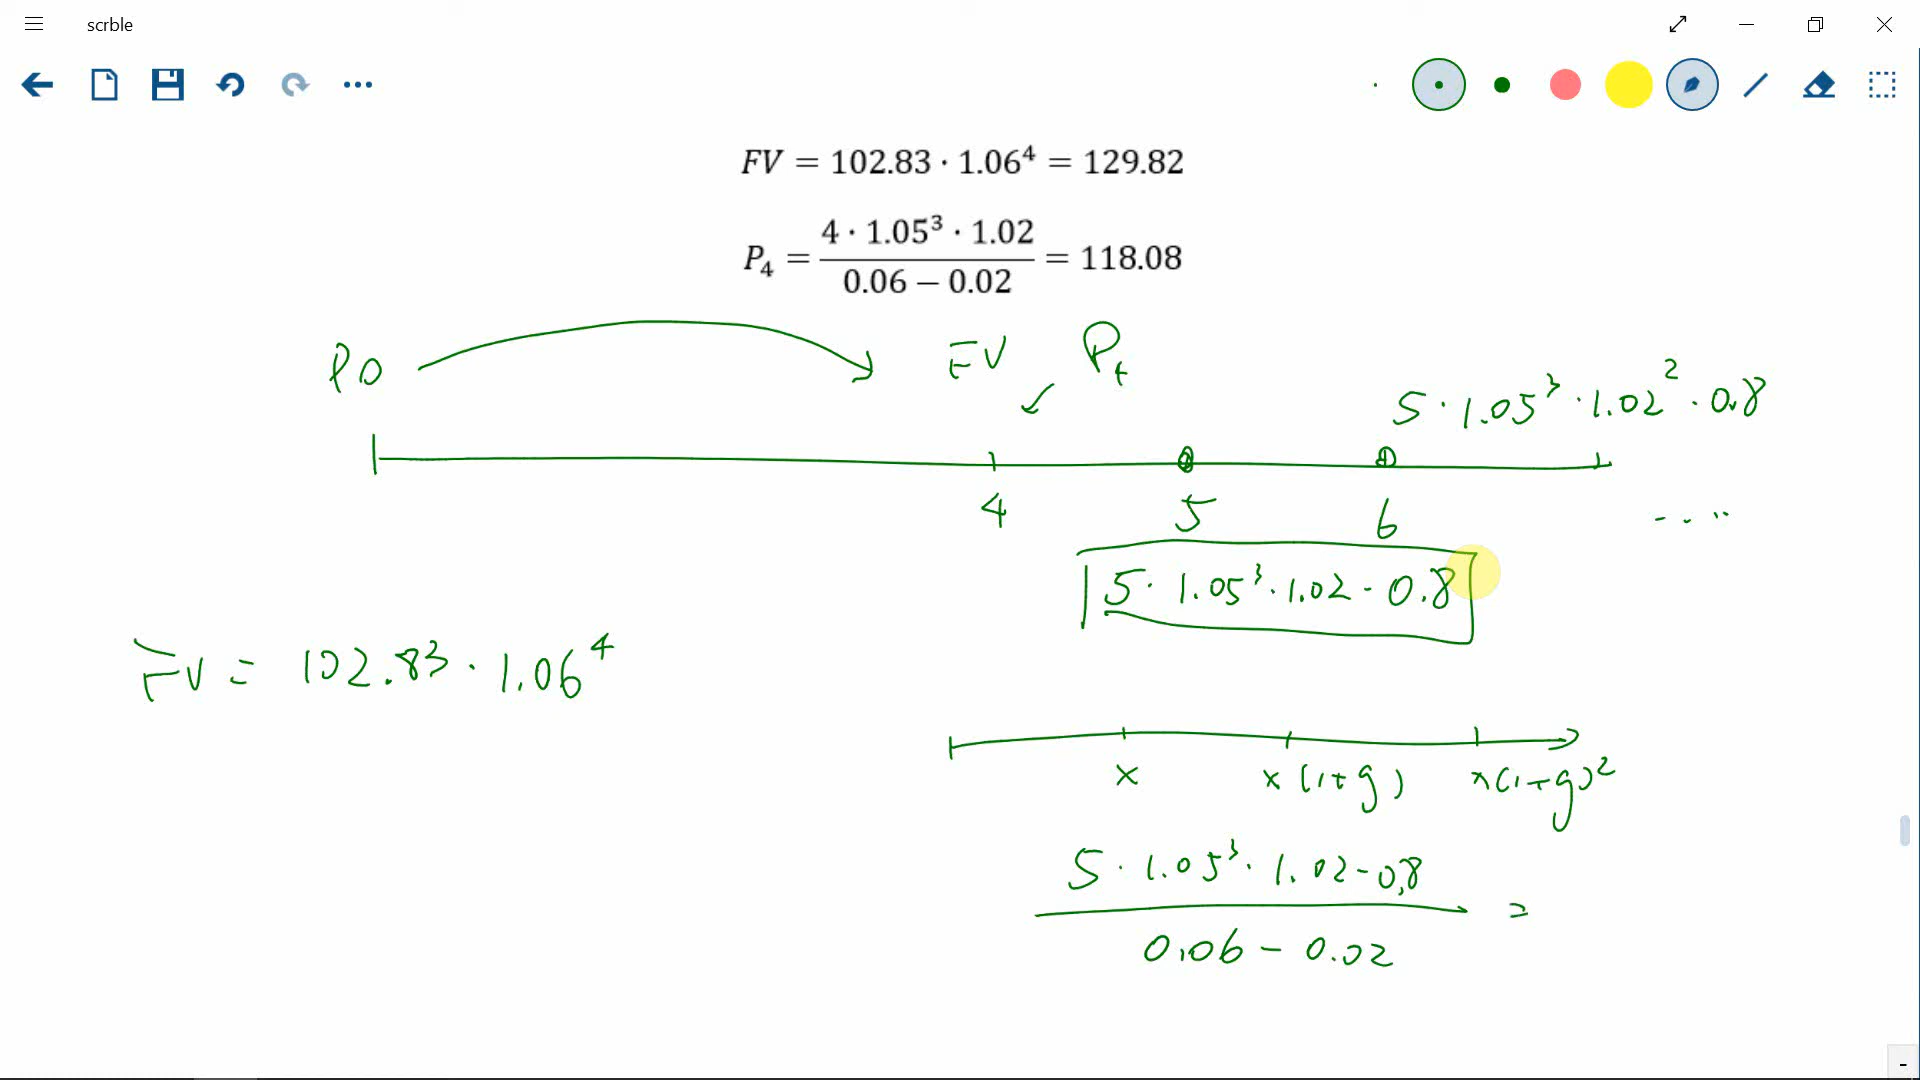 scrble
FV = 102.83 · 1.06⁴ = 129.82
P₄ = (4 · 1.05³ · 1.02) / (0.06 − 0.02) = 118.08
P0 FV P₄
5 · 1.05³ · 1.02² · 0.8
4 5 6 ....
5 · 1.05³ · 1.02 · 0.8
FV = 102.83 · 1.06⁴
x x(1+g) x(1+g)²
5 · 1.05³ · 1.02 · 0.8
0.06 − 0.02
=